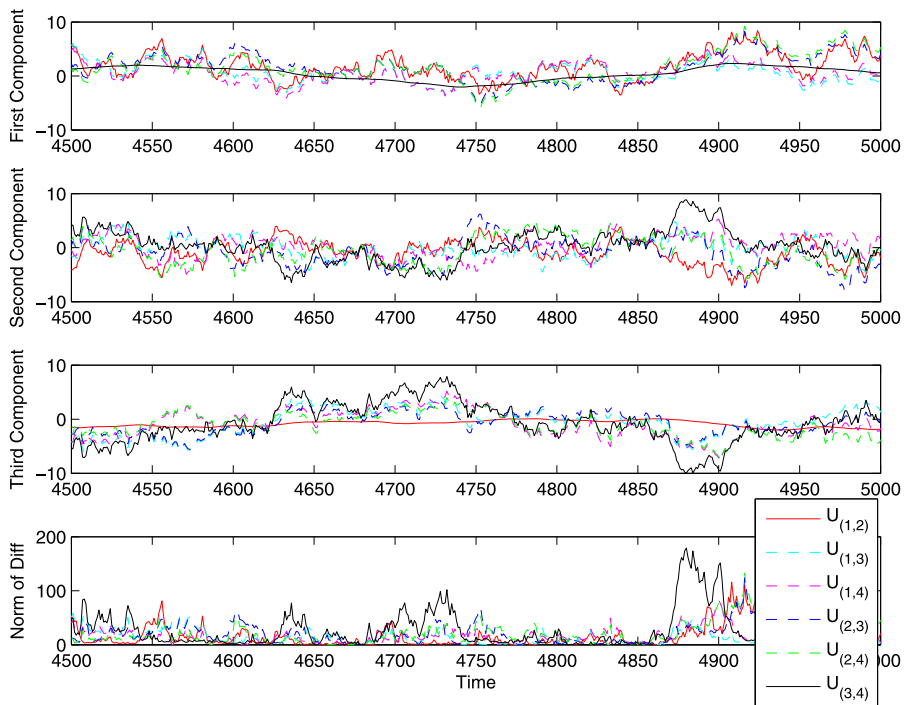 First Component
10
0
−10
4500 4550 4600 4650 4700 4750 4800 4850 4900 4950 5000
Second Component
10
0
−10
4500 4550 4600 4650 4700 4750 4800 4850 4900 4950 5000
Third Component
10
0
−10
4500 4550 4600 4650 4700 4750 4800 4850 4900 4950 5000
Norm of Diff
200
100
0
4500 4550 4600 4650 4700 4750 4800 4850 4900 5000
Time
U(1,2)
U(1,3)
U(1,4)
U(2,3)
U(2,4)
U(3,4)